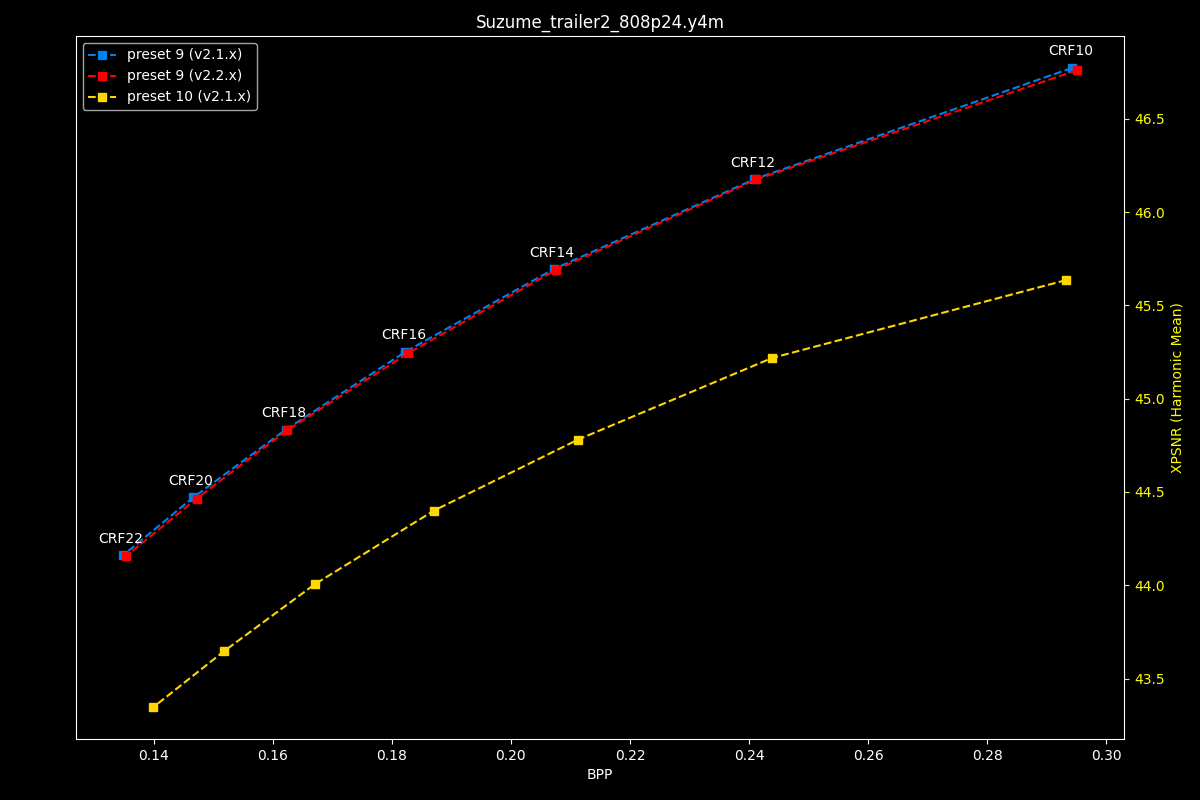 Suzume_trailer2_808p24.y4m
preset 9 (v2.1.x)
preset 9 (v2.2.x)
preset 10 (v2.1.x)
CRF10
CRF12
CRF14
CRF16
CRF18
CRF20
CRF22
46.5
46.0
45.5
45.0
44.5
44.0
43.5
XPSNR (Harmonic Mean)
0.14 0.16 0.18 0.20 0.22 0.24 0.26 0.28 0.30
BPP